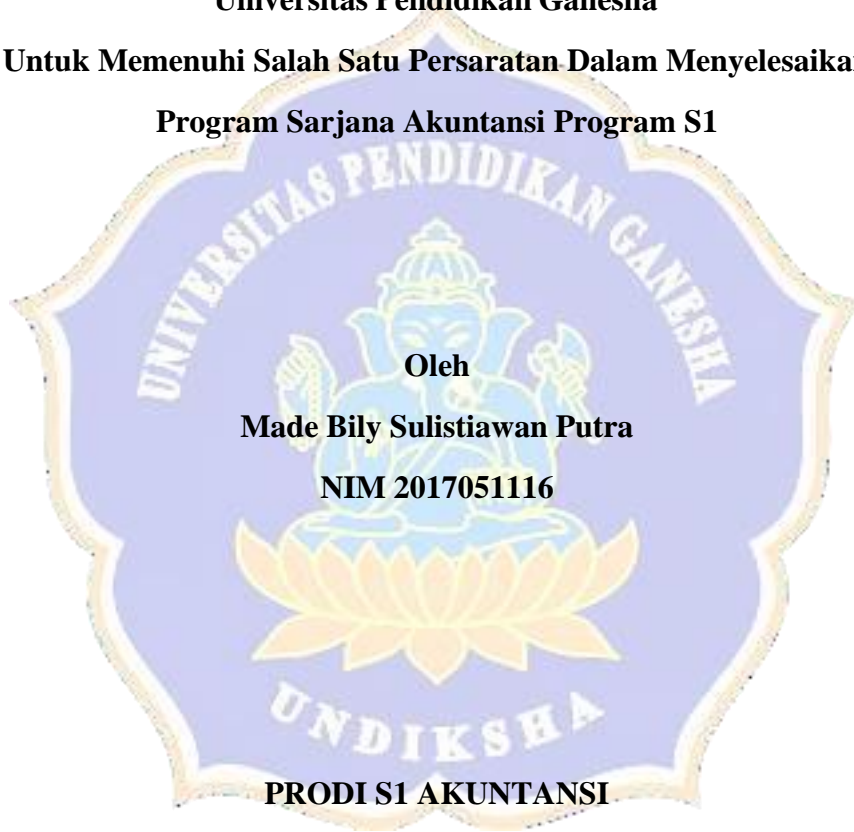 Universitas Pendidikan Ganesha
Untuk Memenuhi Salah Satu Persaratan Dalam Menyelesaikan
Program Sarjana Akuntansi Program S1
UNIVERSITAS PENDIDIKAN GANESHA
Oleh
Made Bily Sulistiawan Putra
NIM 2017051116
UNDIKSHA
PRODI S1 AKUNTANSI